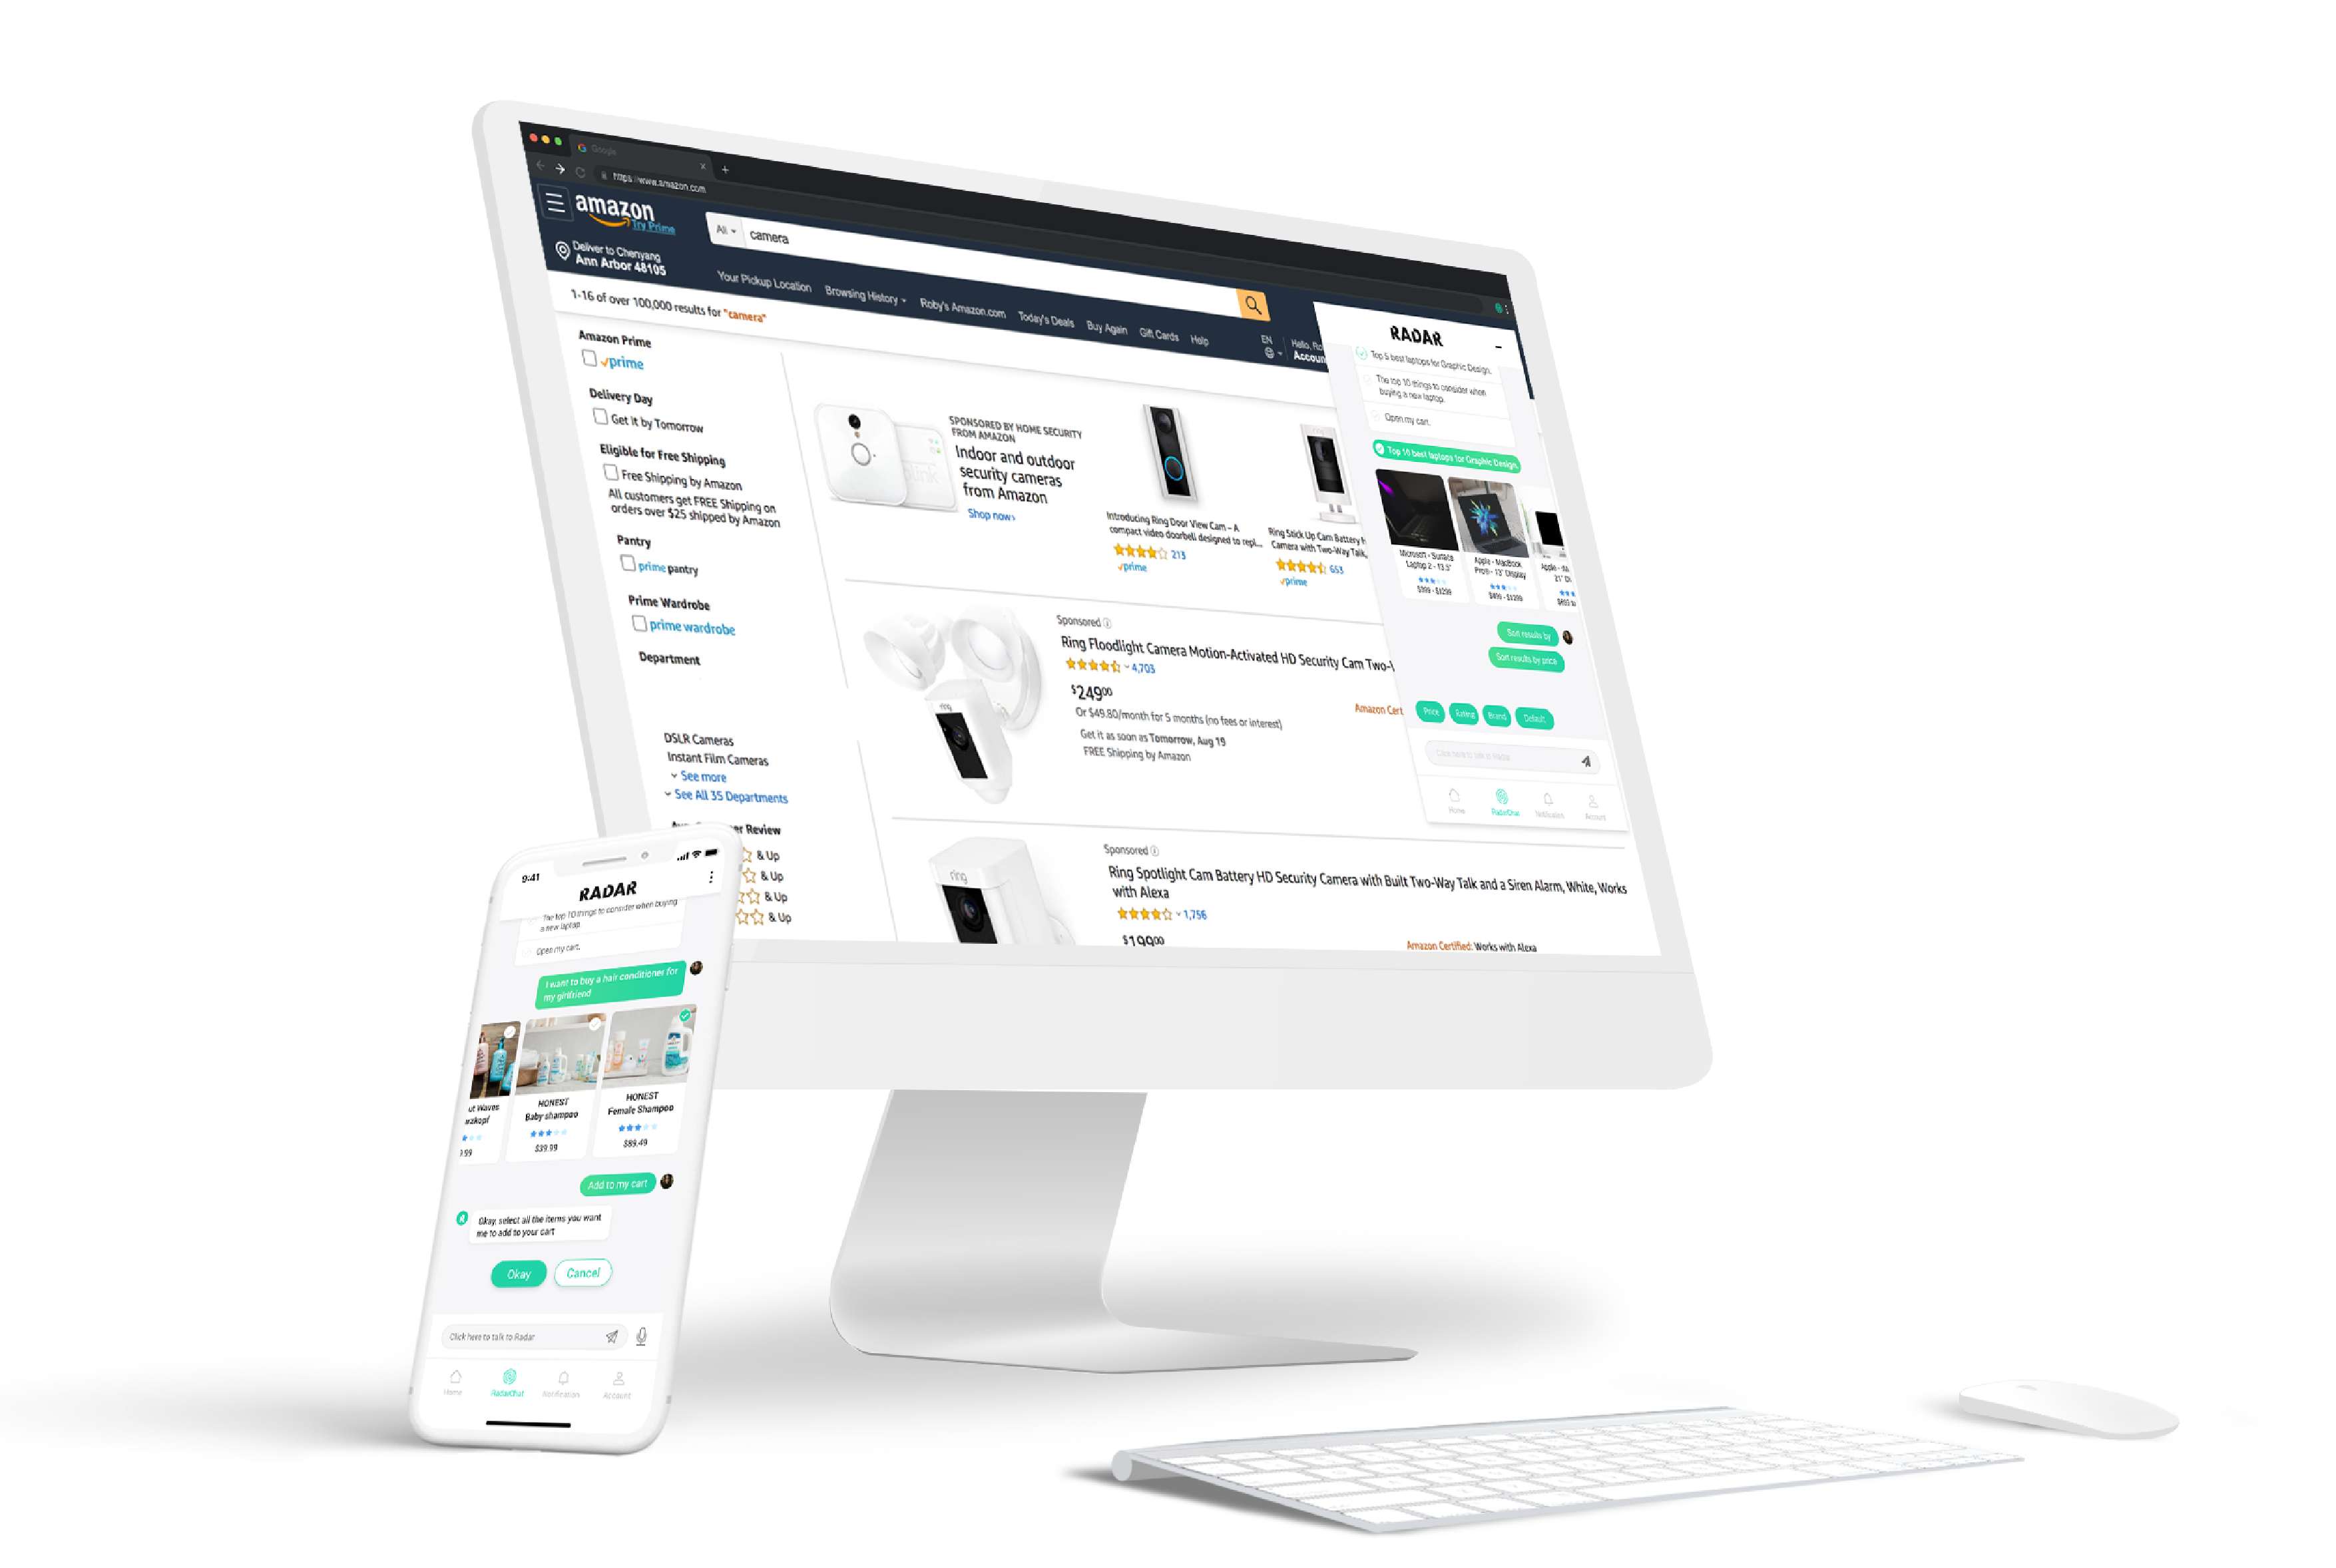 Google
https://www.amazon.com
amazon
Try Prime
All
camera
Deliver to Chenyang
Ann Arbor 48105
Your Pickup Location
Browsing History
Roby's Amazon.com
Today's Deals
Buy Again
Gift Cards
Help
EN
Accoun
1-16 of over 100,000 results for "camera"
Amazon Prime
prime
Delivery Day
Get it by Tomorrow
Eligible for Free Shipping
Free Shipping by Amazon
All customers get FREE Shipping on
orders over $25 shipped by Amazon
Pantry
prime pantry
Prime Wardrobe
prime wardrobe
Department
DSLR Cameras
Instant Film Cameras
See more
See All 35 Departments
er Review
& Up
& Up
& Up
& Up
SPONSORED BY HOME SECURITY
FROM AMAZON
Indoor and outdoor
security cameras
from Amazon
Shop now›
blink
Introducing Ring Door View Cam – A
compact video doorbell designed to repl...
213
prime
Ring Stick Up Cam Battery H
Camera with Two-Way Talk,
653
prime
Sponsored
Ring Floodlight Camera Motion-Activated HD Security Cam Two-
4,703
$24900
Or $49.80/month for 5 months (no fees or interest)
Get it as soon as Tomorrow, Aug 19
FREE Shipping by Amazon
Amazon Cert
ring
Sponsored
Ring Spotlight Cam Battery HD Security Camera with Built Two-Way Talk and a Siren Alarm, White, Works
with Alexa
1,756
$19900
Amazon Certified: Works with Alexa
ring
RADAR
Top 5 best laptops for Graphic Design.
The top 10 things to consider when
buying a new laptop.
Open my cart.
Top 10 best laptops for Graphic Design.
Microsoft - Surface
Laptop 2 - 13.5"
$399 - $1299
Apple - MacBook
Pro® - 13" Display
$499 - $1399
Sort results by
Sort results by price
Price
Rating
Brand
Default
Click here to talk to Radar
Home
RadarChat
Notification
Account
9:41
RADAR
The top 10 things to consider when buying
a new laptop
Open my cart.
I want to buy a hair conditioner for
my girlfriend
ut Waves
9.99
HONEST
Baby shampoo
$39.99
HONEST
Female Shampoo
$89.49
Add to my cart
Okay, select all the items you want
me to add to your cart
Okay
Cancel
Click here to talk to Radar
Home
RadarChat
Notification
Account